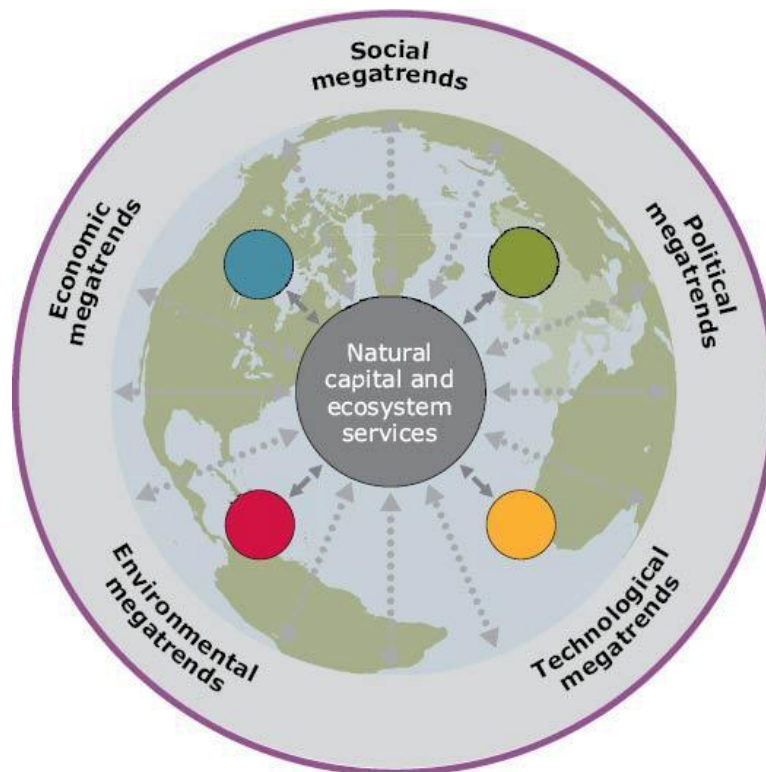 Social
megatrends
Economic
megatrends
Political
megatrends
Natural
capital and
ecosystem
services
Environmental
megatrends
Technological
megatrends